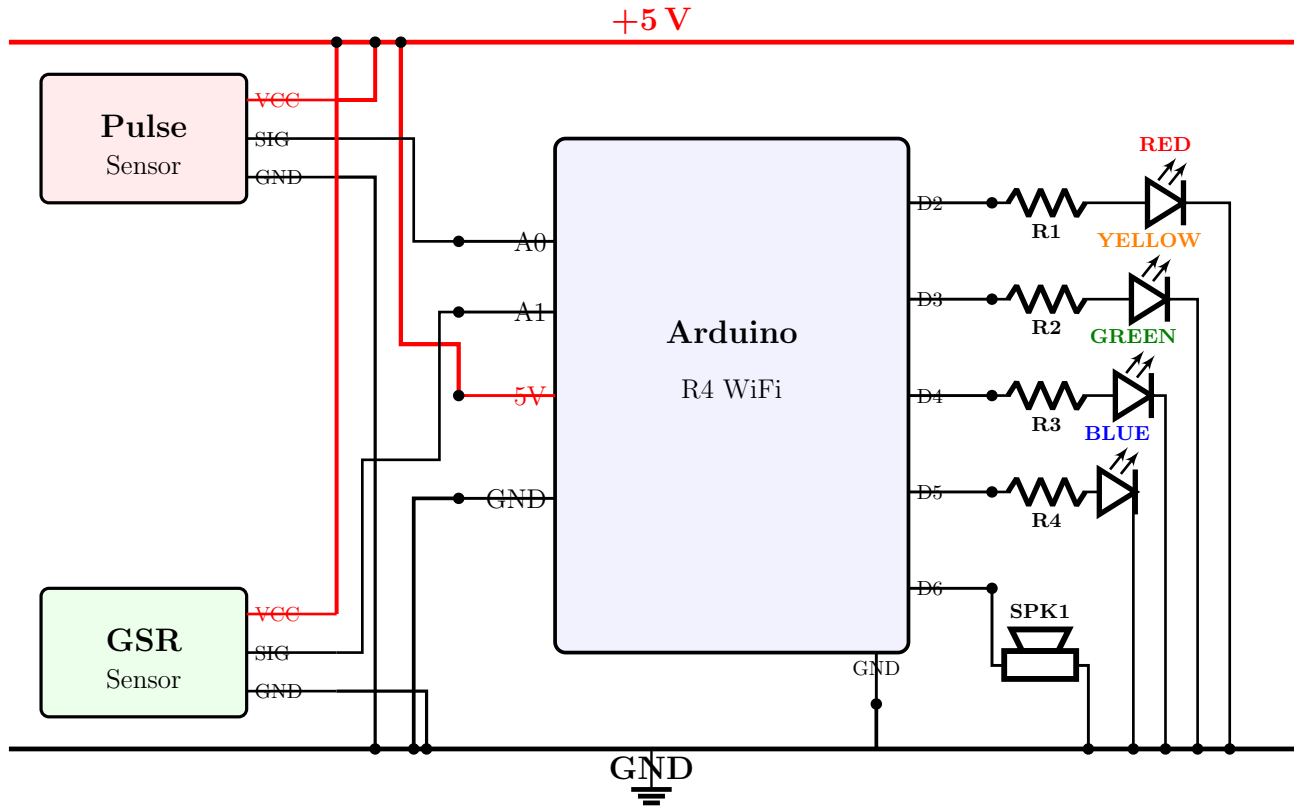 +5 V
Pulse
Sensor
VCC
SIG
GND
A0
A1
5V
GND
Arduino
R4 WiFi
D2
D3
D4
D5
D6
GND
RED
R1
YELLOW
R2
GREEN
R3
BLUE
R4
SPK1
GSR
Sensor
VCC
SIG
GND
GND